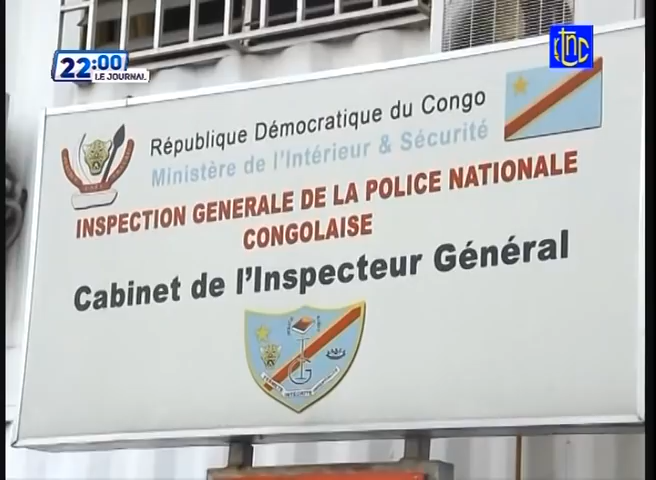 22:00
LE JOURNAL
rtnc
République Démocratique du Congo
Ministère de l'Intérieur & Sécurité
INSPECTION GENERALE DE LA POLICE NATIONALE
CONGOLAISE
Cabinet de l'Inspecteur Général